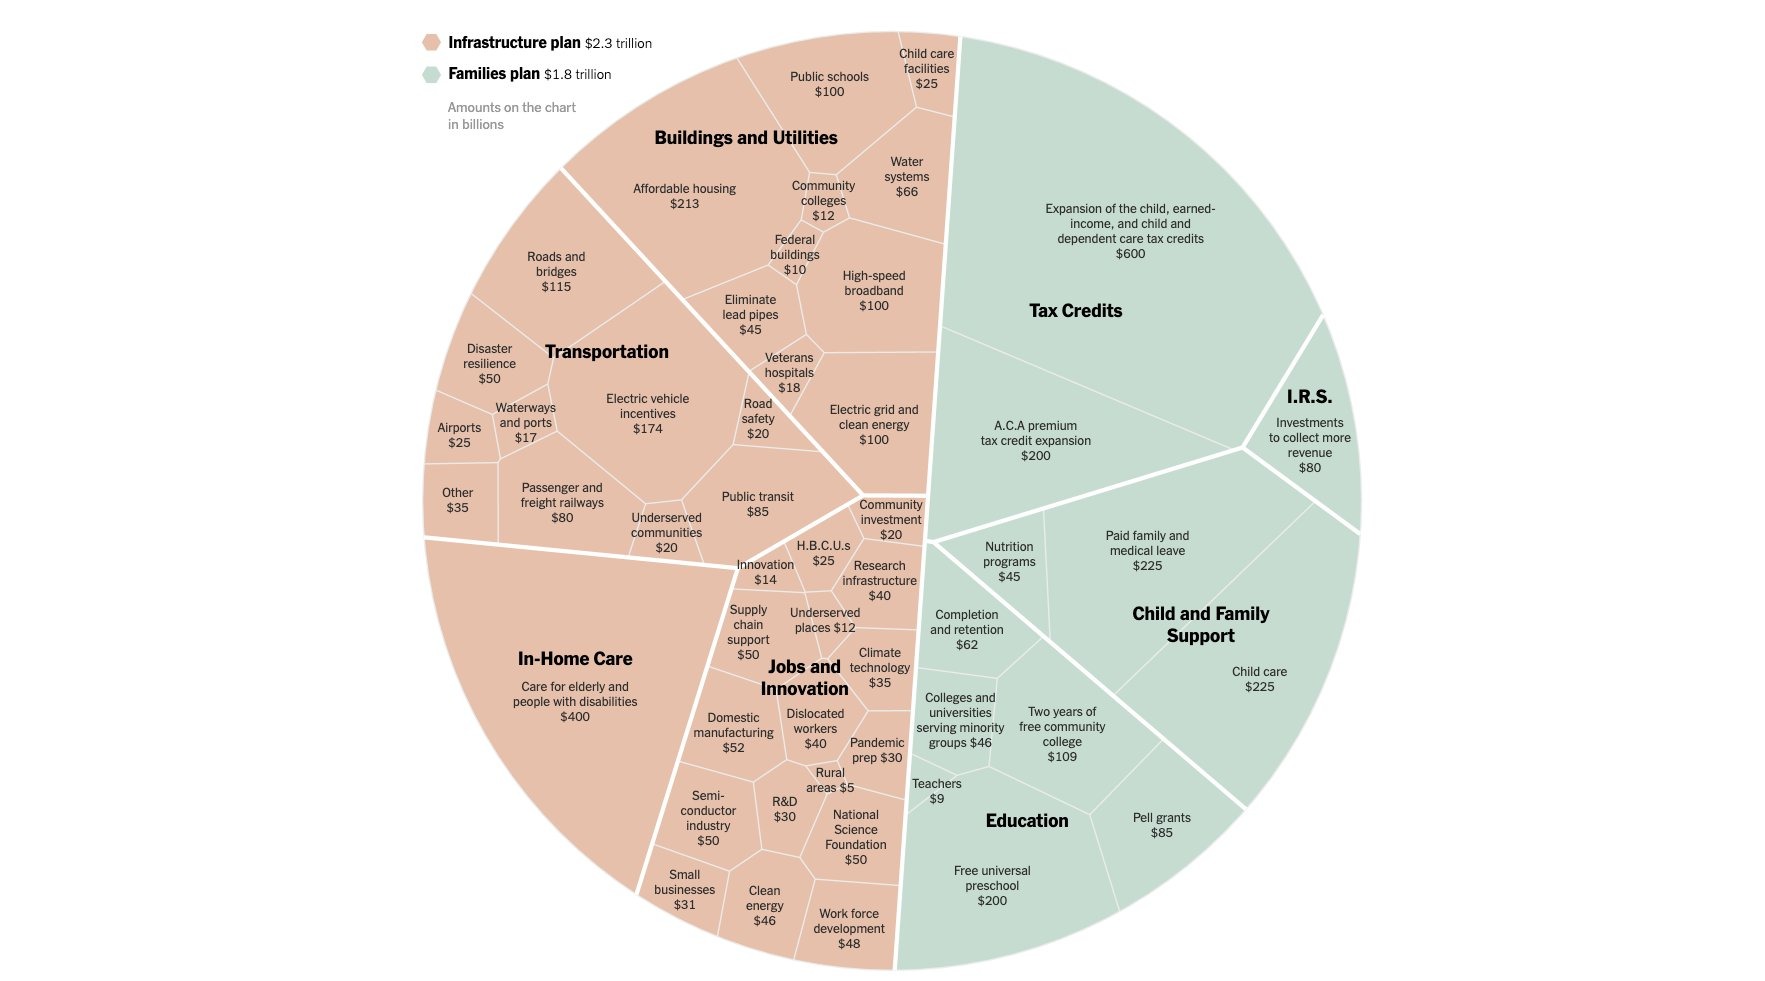 Infrastructure plan $2.3 trillion
Families plan $1.8 trillion
Amounts on the chart
in billions
Buildings and Utilities
Public schools
$100
Child care
facilities
$25
Affordable housing
$213
Community
colleges
$12
Water
systems
$66
Federal
buildings
$10
High-speed
broadband
$100
Eliminate
lead pipes
$45
Veterans
hospitals
$18
Electric grid and
clean energy
$100
Transportation
Roads and
bridges
$115
Disaster
resilience
$50
Waterways
and ports
$17
Airports
$25
Electric vehicle
incentives
$174
Road
safety
$20
Other
$35
Passenger and
freight railways
$80
Underserved
communities
$20
Public transit
$85
In-Home Care
Care for elderly and
people with disabilities
$400
Jobs and
Innovation
Community
investment
$20
H.B.C.U.s
$25
Innovation
$14
Research
infrastructure
$40
Supply
chain
support
$50
Underserved
places $12
Climate
technology
$35
Domestic
manufacturing
$52
Dislocated
workers
$40
Pandemic
prep $30
Rural
areas $5
Semi-
conductor
industry
$50
R&D
$30
National
Science
Foundation
$50
Small
businesses
$31
Clean
energy
$46
Work force
development
$48
Tax Credits
Expansion of the child, earned-
income, and child and
dependent care tax credits
$600
A.C.A premium
tax credit expansion
$200
I.R.S.
Investments
to collect more
revenue
$80
Child and Family
Support
Nutrition
programs
$45
Paid family and
medical leave
$225
Child care
$225
Education
Completion
and retention
$62
Colleges and
universities
serving minority
groups $46
Two years of
free community
college
$109
Teachers
$9
Pell grants
$85
Free universal
preschool
$200